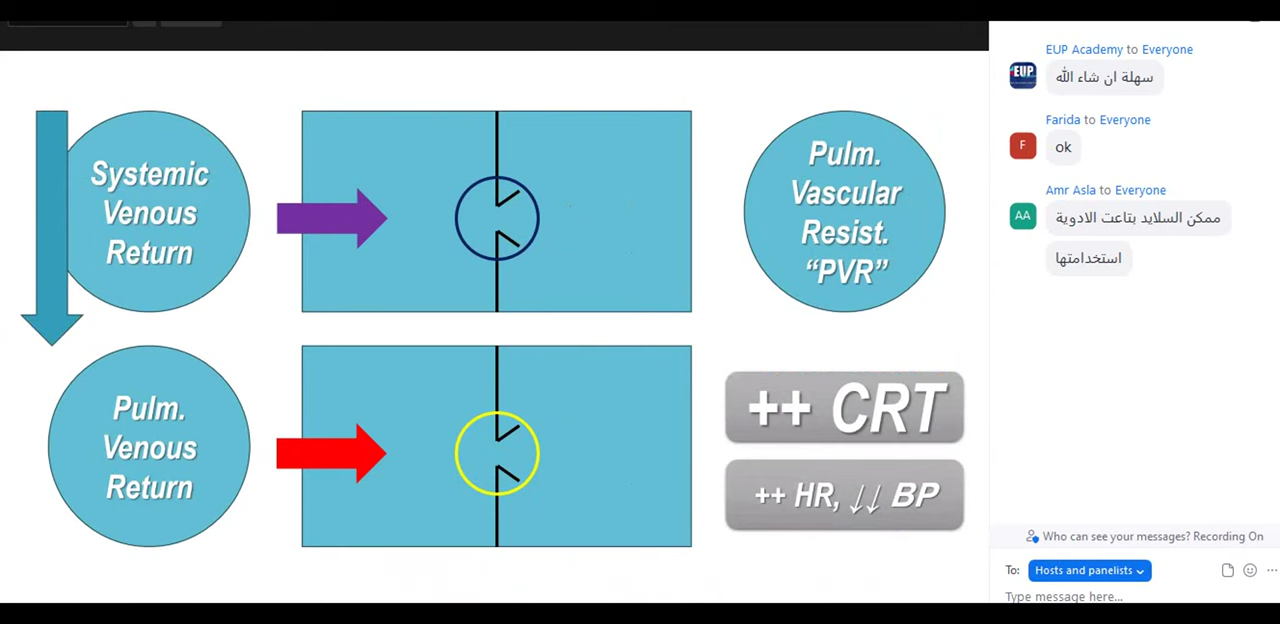 Systemic
Venous
Return
Pulm.
Vascular
Resist.
“PVR”
Pulm.
Venous
Return
++ CRT
++ HR, ↓↓ BP
EUP Academy to Everyone
EUP
سهلة ان شاء الله
Farida to Everyone
F
ok
Amr Asla to Everyone
AA
ممكن السلايد بتاعت الادوية
استخدامتها
Who can see your messages? Recording On
To: Hosts and panelists
Type message here...